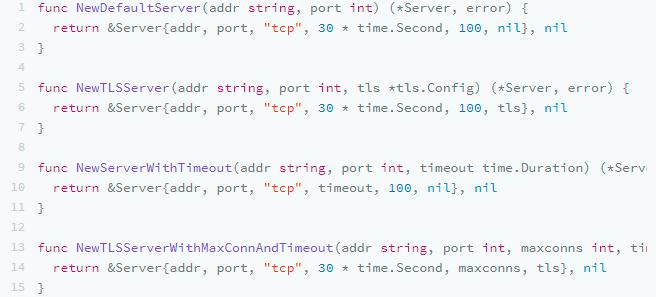 1 func NewDefaultServer(addr string, port int) (*Server, error) {
2   return &Server{addr, port, "tcp", 30 * time.Second, 100, nil}, nil
3 }
4
5 func NewTLSServer(addr string, port int, tls *tls.Config) (*Server, error) {
6   return &Server{addr, port, "tcp", 30 * time.Second, 100, tls}, nil
7 }
8
9 func NewServerWithTimeout(addr string, port int, timeout time.Duration) (*Serv
10   return &Server{addr, port, "tcp", timeout, 100, nil}, nil
11 }
12
13 func NewTLSServerWithMaxConnAndTimeout(addr string, port int, maxconns int, ti
14   return &Server{addr, port, "tcp", 30 * time.Second, maxconns, tls}, nil
15 }